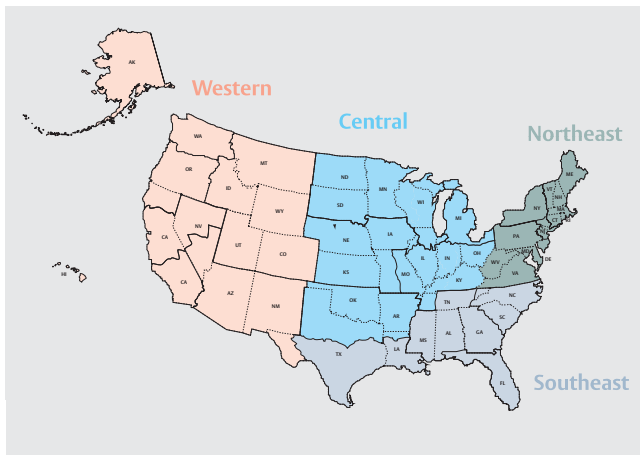 AK
Western
Central
Northeast
WA
MT
ND
MN
ME
VT
NH
OR
ID
SD
WI
MI
NY
MA
CT
WY
NV
IA
PA
NJ
NE
OH
CA
UT
CO
IL
IN
MD
DE
WV
HI
KS
MO
KY
VA
CA
AZ
NM
OK
TN
NC
AR
SC
MS
AL
GA
TX
LA
FL
Southeast